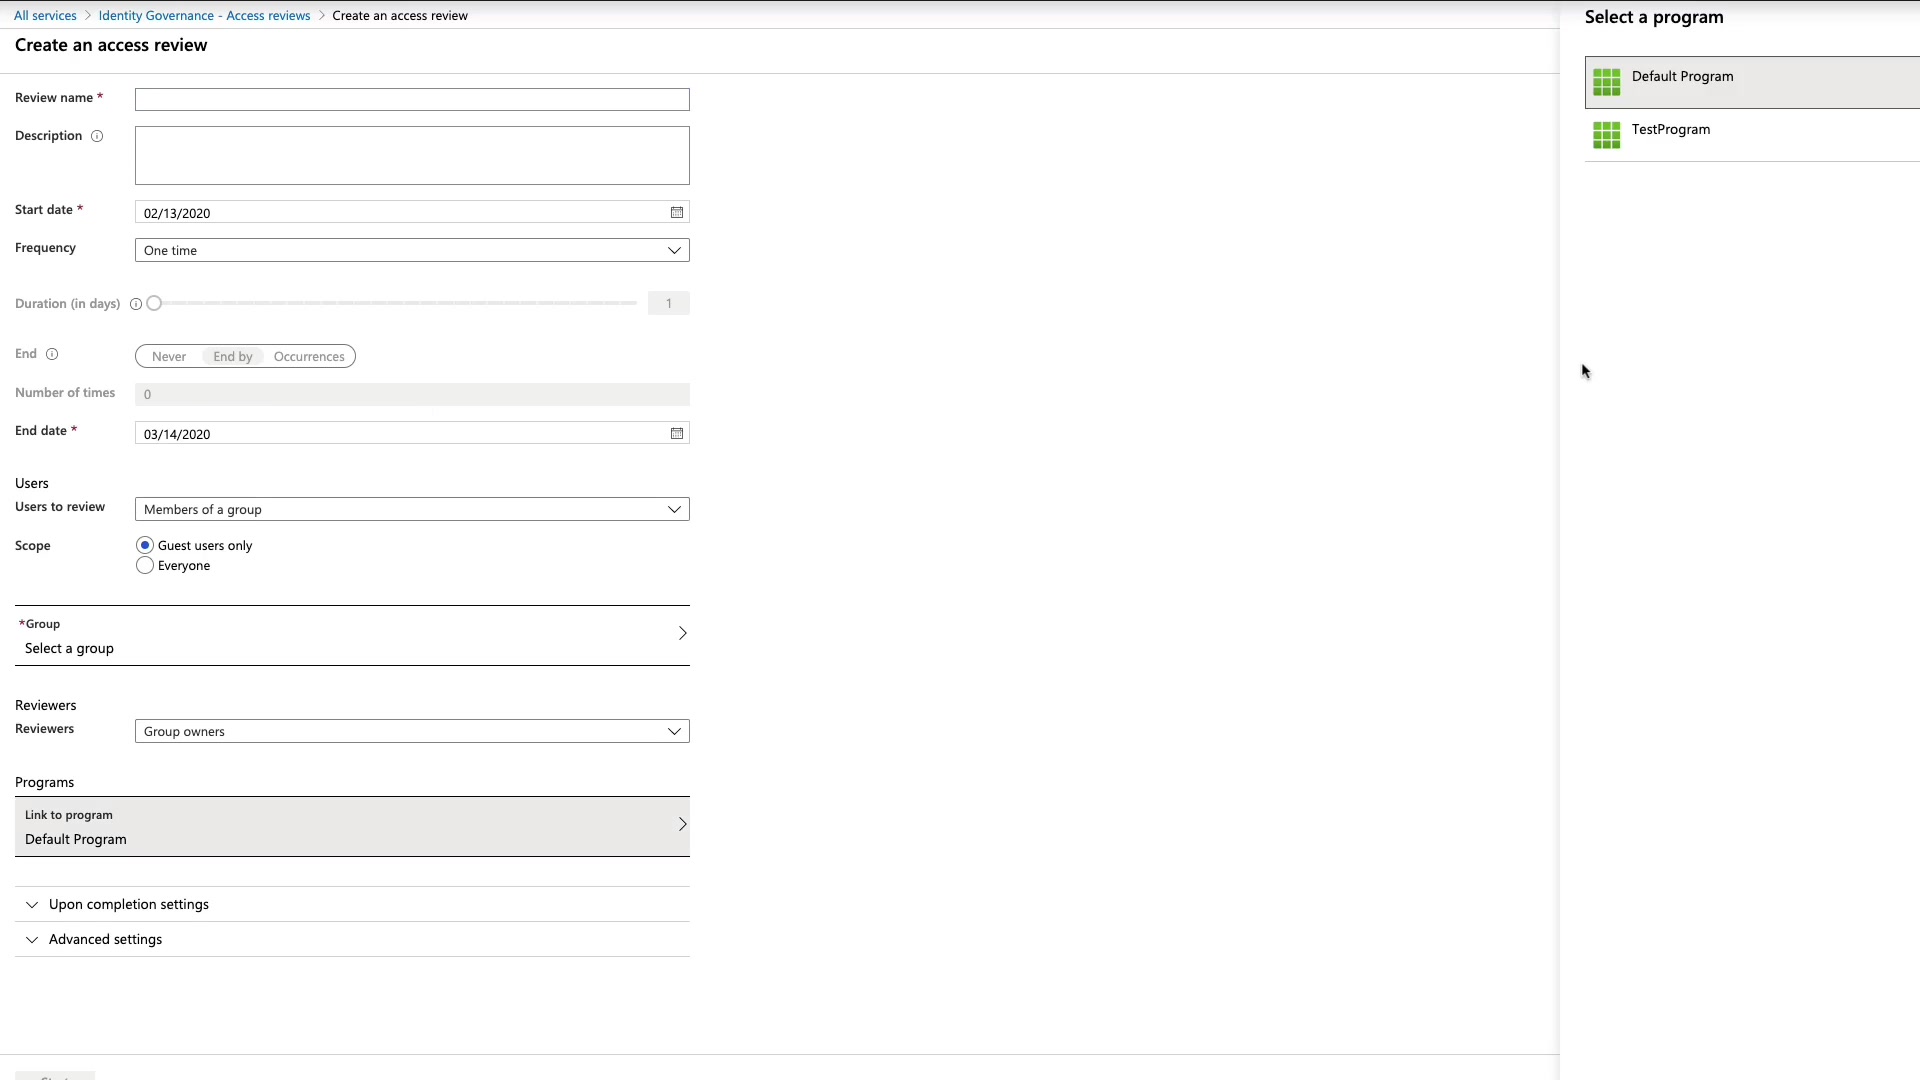 All services > Identity Governance - Access reviews > Create an access review
Create an access review
Review name *
Description
Start date *
02/13/2020
Frequency
One time
Duration (in days)
1
End
Never End by Occurrences
Number of times
0
End date *
03/14/2020
Users
Users to review
Members of a group
Scope
Guest users only
Everyone
*Group
Select a group
Reviewers
Reviewers
Group owners
Programs
Link to program
Default Program
Upon completion settings
Advanced settings
Select a program
Default Program
TestProgram